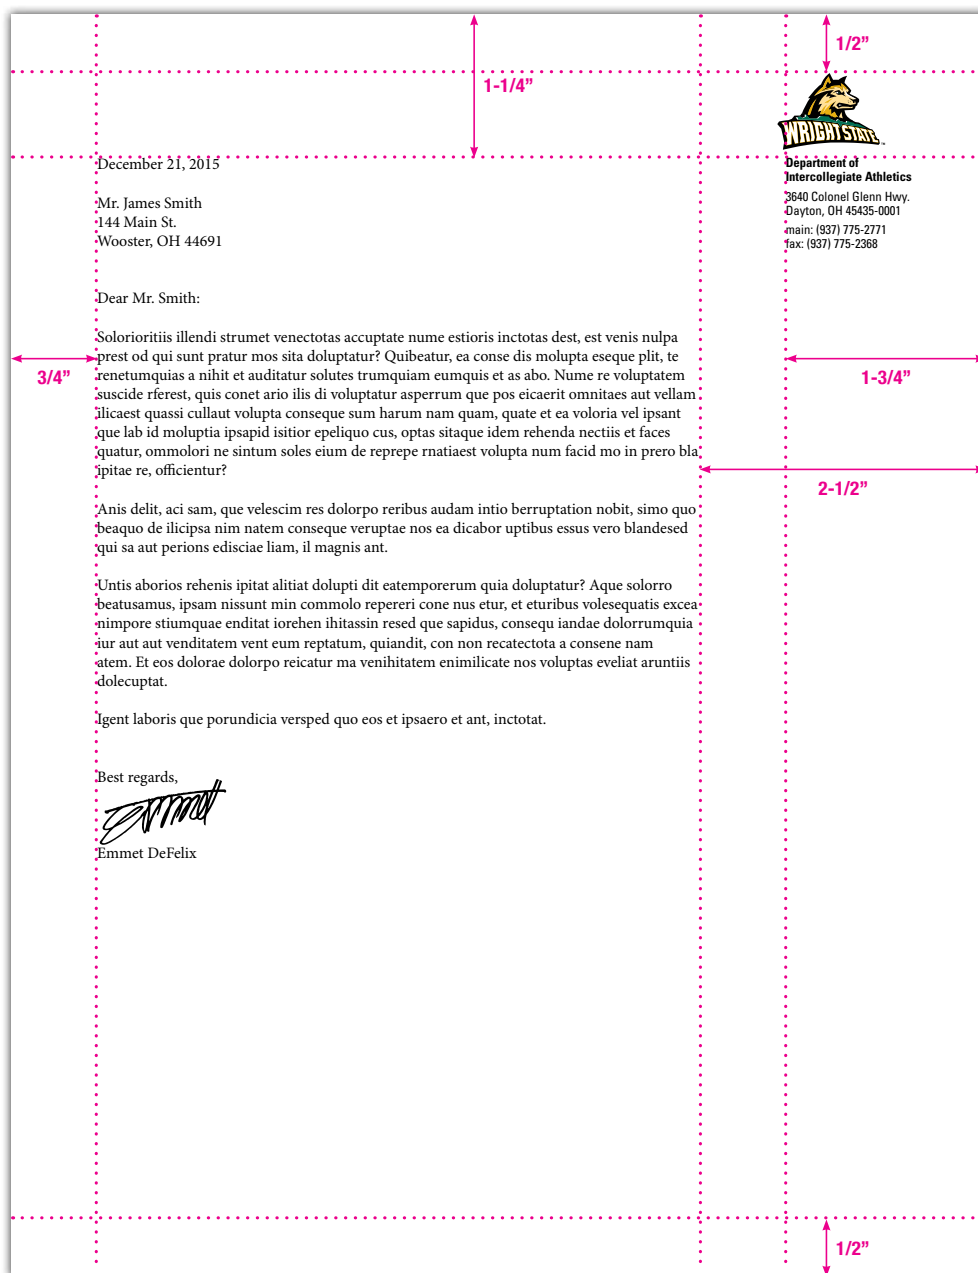 1/2”
1-1/4”
WRIGHT STATE
Department of
Intercollegiate Athletics
3640 Colonel Glenn Hwy.
Dayton, OH 45435-0001
main: (937) 775-2771
fax: (937) 775-2368
December 21, 2015
Mr. James Smith
144 Main St.
Wooster, OH 44691
Dear Mr. Smith:
Solorioritiis illendi strumet venectotas accuptate nume estioris inctotas dest, est venis nulpa
prest od qui sunt pratur mos sita doluptatur? Quibeatur, ea conse dis molupta eseque plit, te
renetumquias a nihit et auditatur solutes trumquiam eumquis et as abo. Nume re voluptatem
suscide rferest, quis conet ario ilis di voluptatur asperrum que pos eicaerit omnitaes aut vellam
ilicaest quassi cullaut volupta conseque sum harum nam quam, quate et ea voloria vel ipsant
que lab id moluptia ipsapid isitior epeliquo cus, optas sitaque idem rehenda nectiis et faces
quatur, ommolori ne sintum soles eium de reprepe rnatiaest volupta num facid mo in prero bla
ipitae re, officientur?
3/4”
1-3/4”
2-1/2”
Anis delit, aci sam, que velescim res dolorpo reribus audam intio berruptation nobit, simo quo
beaquo de ilicipsa nim natem conseque veruptae nos ea dicabor uptibus essus vero blandesed
qui sa aut perions edisciae liam, il magnis ant.
Untis aborios rehenis ipitat alitiat dolupti dit eatemporerum quia doluptatur? Aque solorro
beatusamus, ipsam nissunt min commolo repereri cone nus etur, et eturibus volesequatis excea
nimpore stiumquae enditat iorehen ihitassin resed que sapidus, consequ iandae dolorrumquia
iur aut aut venditatem vent eum reptatum, quiandit, con non recatectota a consene nam
atem. Et eos dolorae dolorpo reicatur ma venihitatem enimilicate nos voluptas eveliat aruntiis
dolecuptat.
Igent laboris que porundicia versped quo eos et ipsaero et ant, inctotat.
Best regards,
Emmet
Emmet DeFelix
1/2”